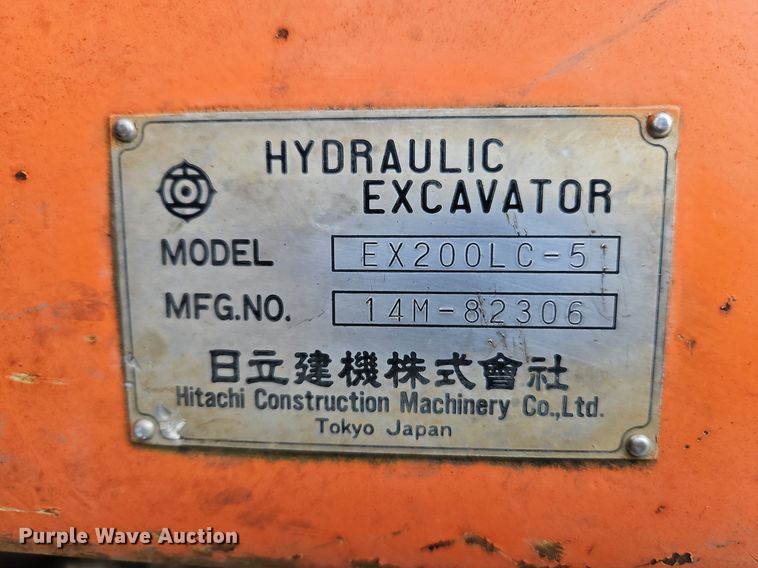 HYDRAULIC
EXCAVATOR
MODEL EX200LC-5
MFG.NO. 14M-82306
日立建機株式會社
Hitachi Construction Machinery Co.,Ltd.
Tokyo Japan
Purple Wave Auction